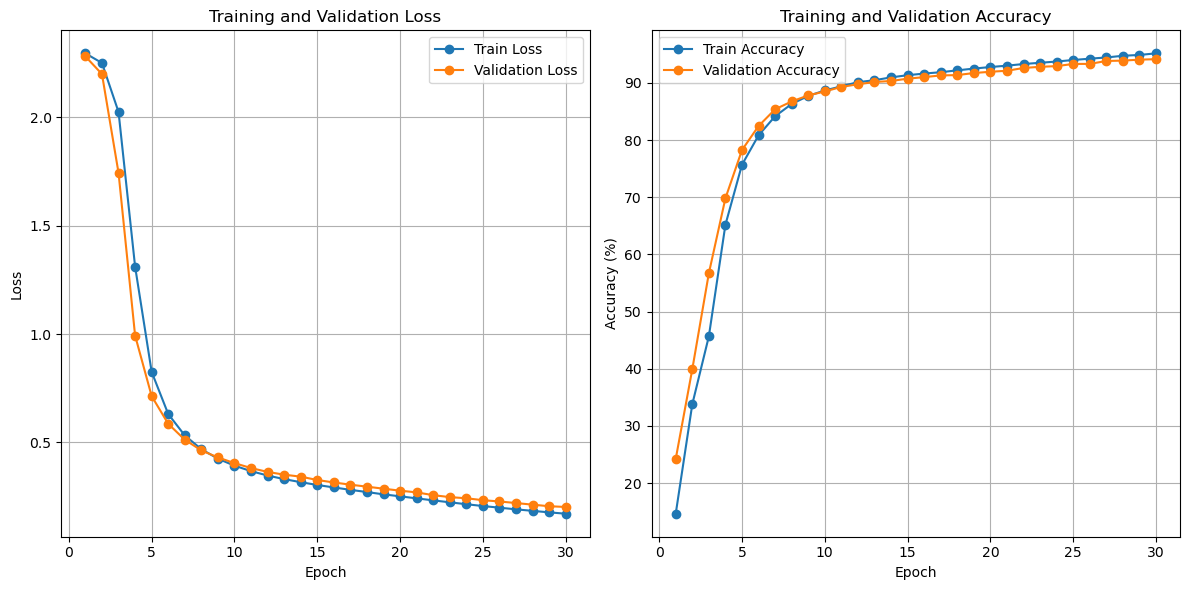 Training and Validation Loss
Train Loss
Validation Loss
Loss
2.0
1.5
1.0
0.5
0 5 10 15 20 25 30
Epoch
Training and Validation Accuracy
Train Accuracy
Validation Accuracy
Accuracy (%)
90
80
70
60
50
40
30
20
0 5 10 15 20 25 30
Epoch